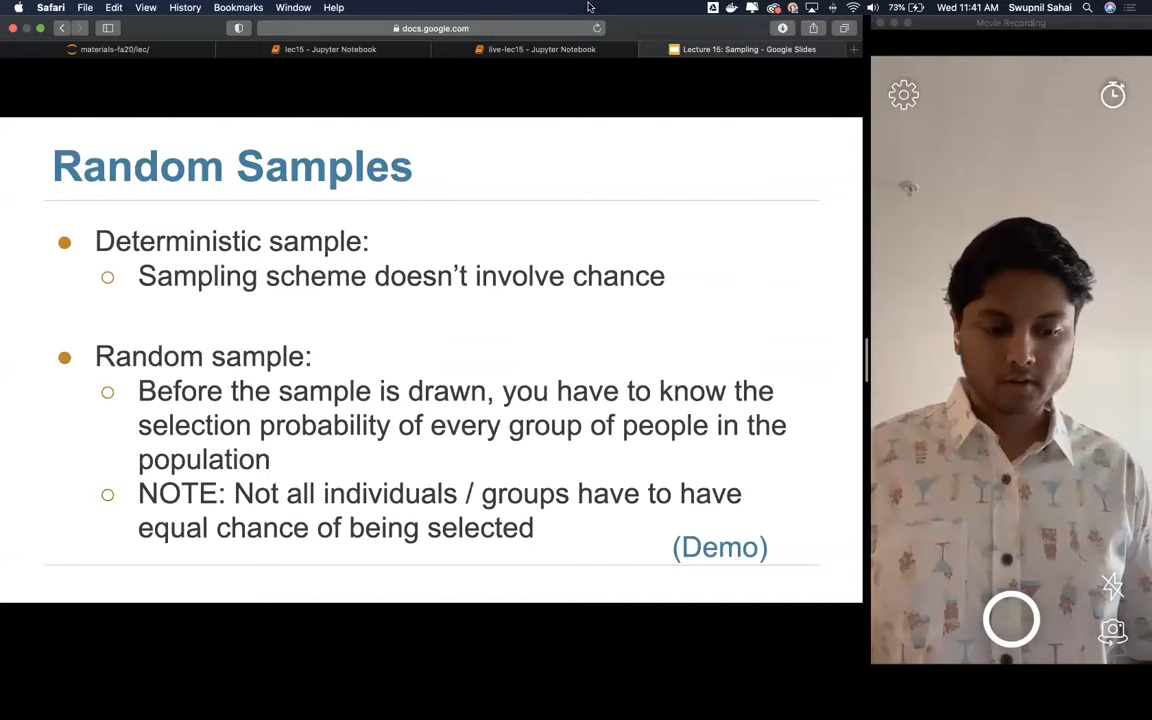 Safari File Edit View History Bookmarks Window Help 73% Wed 11:41 AM Swupnil Sahai
docs.google.com
Movie Recording
materials-fa20/lec/ lec15 - Jupyter Notebook live-lec15 - Jupyter Notebook Lecture 15: Sampling - Google Slides
Random Samples
● Deterministic sample:
○ Sampling scheme doesn’t involve chance
● Random sample:
○ Before the sample is drawn, you have to know the
selection probability of every group of people in the
population
○ NOTE: Not all individuals / groups have to have
equal chance of being selected
(Demo)